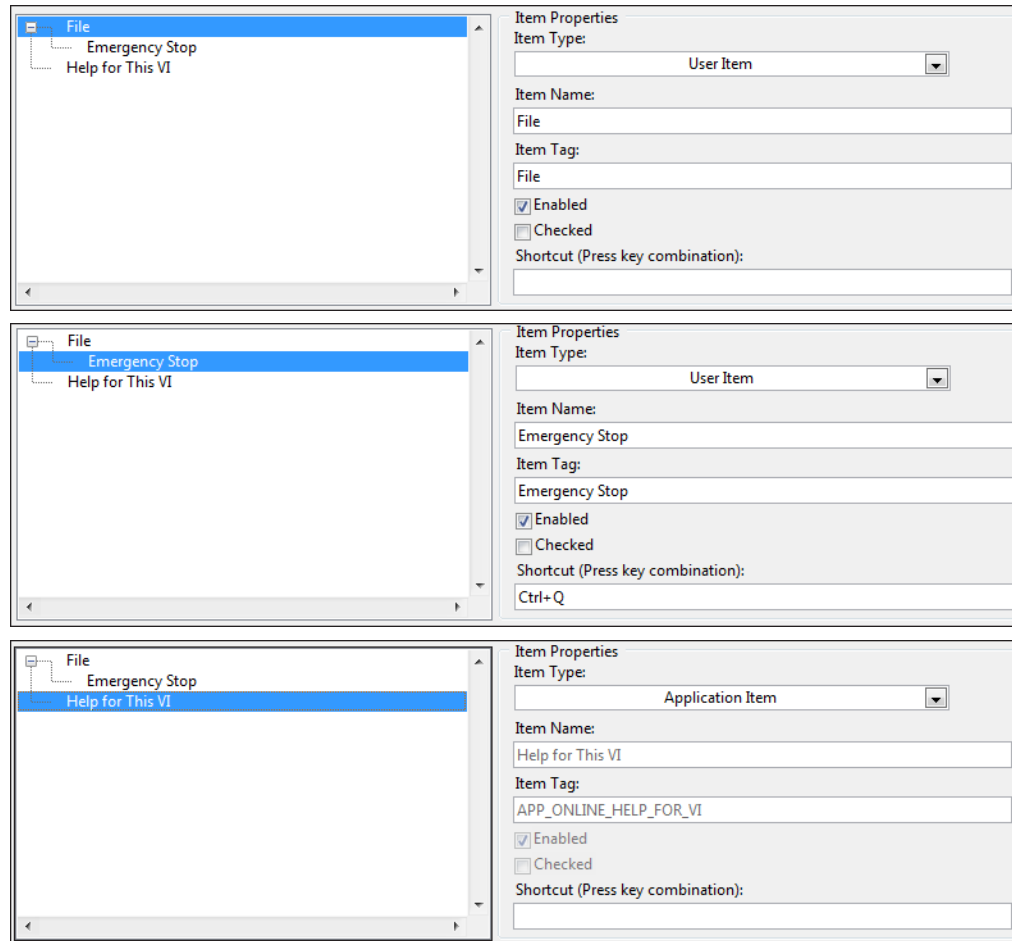 File
Emergency Stop
Help for This VI
Item Properties
Item Type:
User Item
Item Name:
File
Item Tag:
File
Enabled
Checked
Shortcut (Press key combination):
File
Emergency Stop
Help for This VI
Item Properties
Item Type:
User Item
Item Name:
Emergency Stop
Item Tag:
Emergency Stop
Enabled
Checked
Shortcut (Press key combination):
Ctrl+Q
File
Emergency Stop
Help for This VI
Item Properties
Item Type:
Application Item
Item Name:
Help for This VI
Item Tag:
APP_ONLINE_HELP_FOR_VI
Enabled
Checked
Shortcut (Press key combination):